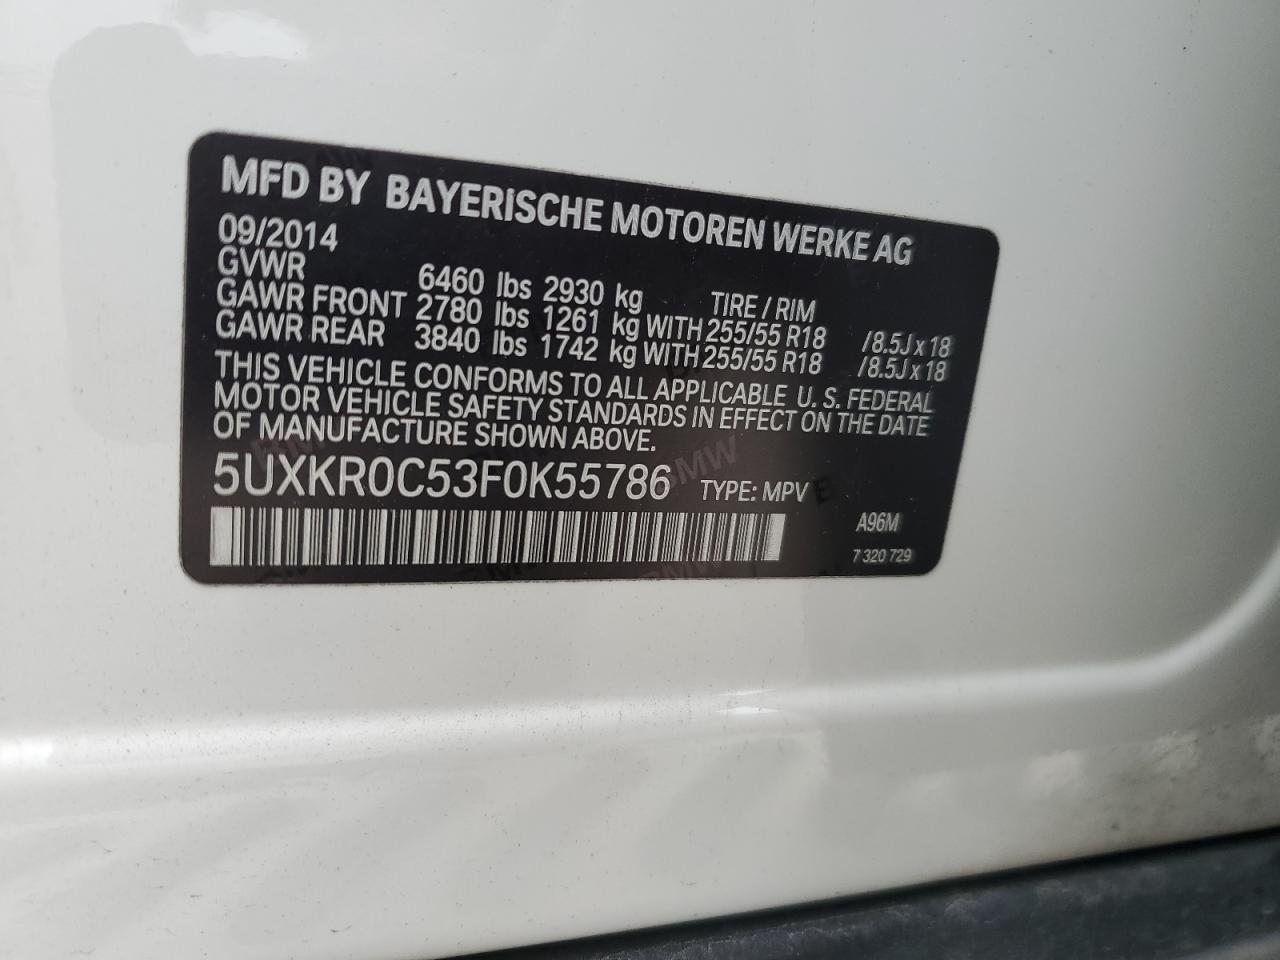 MFD BY BAYERISCHE MOTOREN WERKE AG
09/2014
GVWR 6460 lbs 2930 kg TIRE / RIM
GAWR FRONT 2780 lbs 1261 kg WITH 255/55 R18 /8.5J x 18
GAWR REAR 3840 lbs 1742 kg WITH 255/55 R18 /8.5J x 18
THIS VEHICLE CONFORMS TO ALL APPLICABLE U. S. FEDERAL
MOTOR VEHICLE SAFETY STANDARDS IN EFFECT ON THE DATE
OF MANUFACTURE SHOWN ABOVE.
5UXKR0C53F0K55786 TYPE: MPV
A96M
7 320 729
BMW
BMW